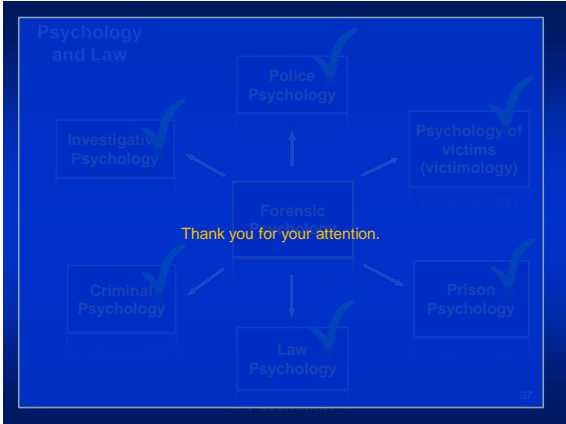 Psychology
and Law
Police
Psychology
Investigative
Psychology
Psychology of
victims
(victimology)
Forensic
Psychology
Thank you for your attention.
Criminal
Psychology
Prison
Psychology
Law
Psychology
37